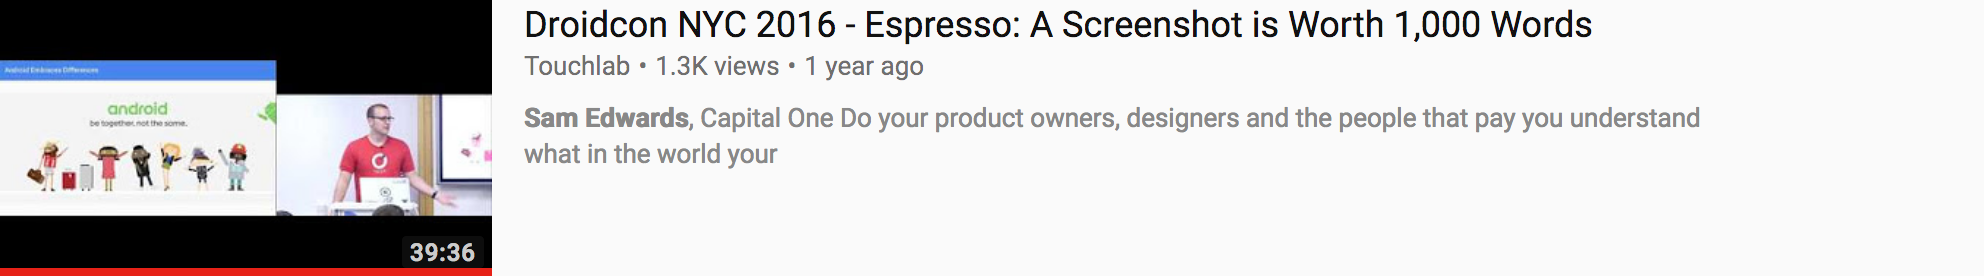 Droidcon NYC 2016 - Espresso: A Screenshot is Worth 1,000 Words
Touchlab • 1.3K views • 1 year ago
Sam Edwards, Capital One Do your product owners, designers and the people that pay you understand
what in the world your
Android Embraces Differences
android
be together. not the same.
39:36